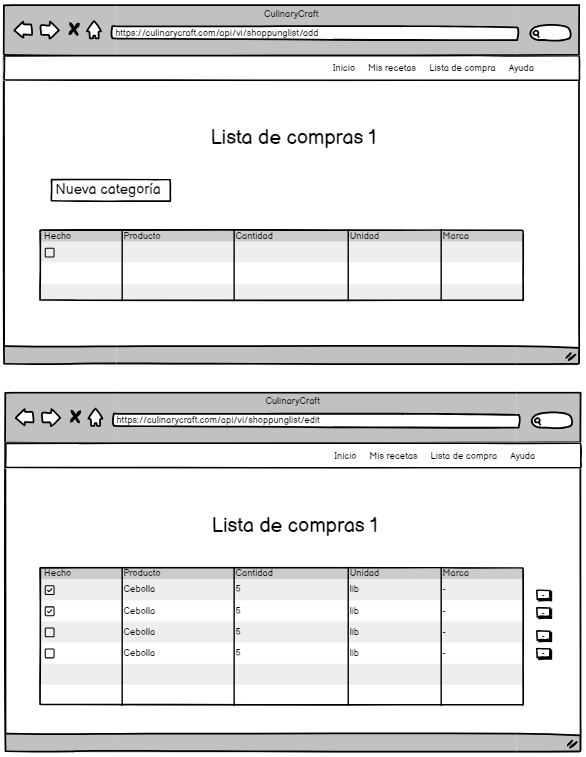 CulinaryCraft
https://culinarycraft.com/api/vi/shoppunglist/add
Inicio Mis recetas Lista de compra Ayuda
Lista de compras 1
Nueva categoría
Hecho Producto Cantidad Unidad Marca
CulinaryCraft
https://culinarycraft.com/api/vi/shoppunglist/edit
Inicio Mis recetas Lista de compra Ayuda
Lista de compras 1
Hecho Producto Cantidad Unidad Marca
Cebolla 5 lib -
-
Cebolla 5 lib -
-
Cebolla 5 lib -
-
Cebolla 5 lib -
-